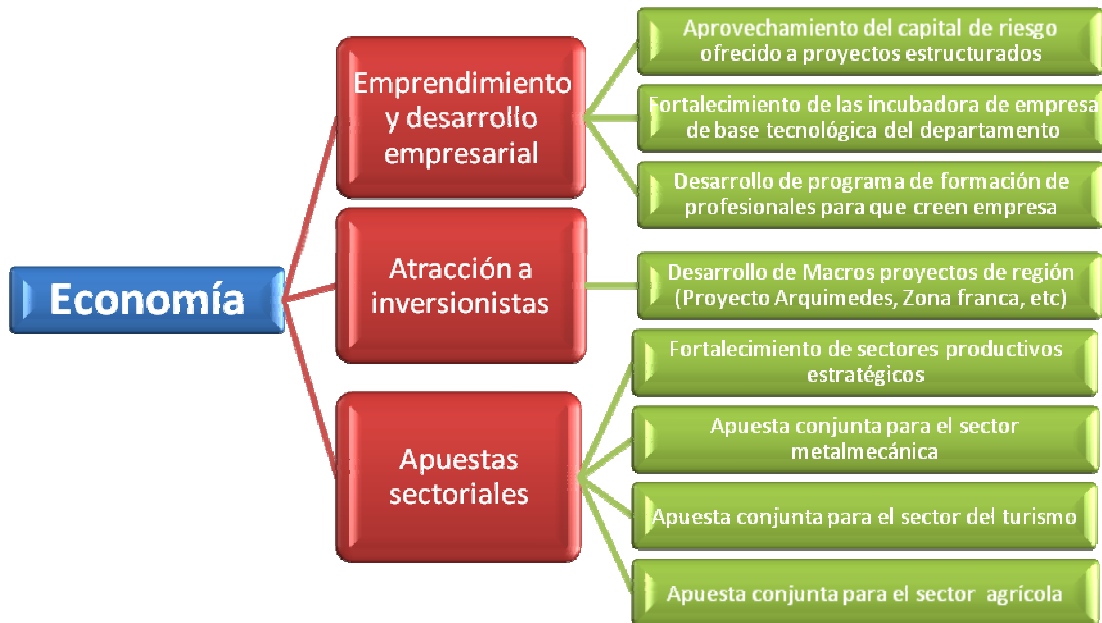 Economía
Emprendimiento
y desarrollo
empresarial
Aprovechamiento del capital de riesgo
ofrecido a proyectos estructurados
Fortalecimiento de las incubadora de empresa
de base tecnológica del departamento
Desarrollo de programa de formación de
profesionales para que creen empresa
Atracción a
inversionistas
Desarrollo de Macros proyectos de región
(Proyecto Arquimedes, Zona franca, etc)
Apuestas
sectoriales
Fortalecimiento de sectores productivos
estratégicos
Apuesta conjunta para el sector
metalmecánica
Apuesta conjunta para el sector del turismo
Apuesta conjunta para el sector agrícola